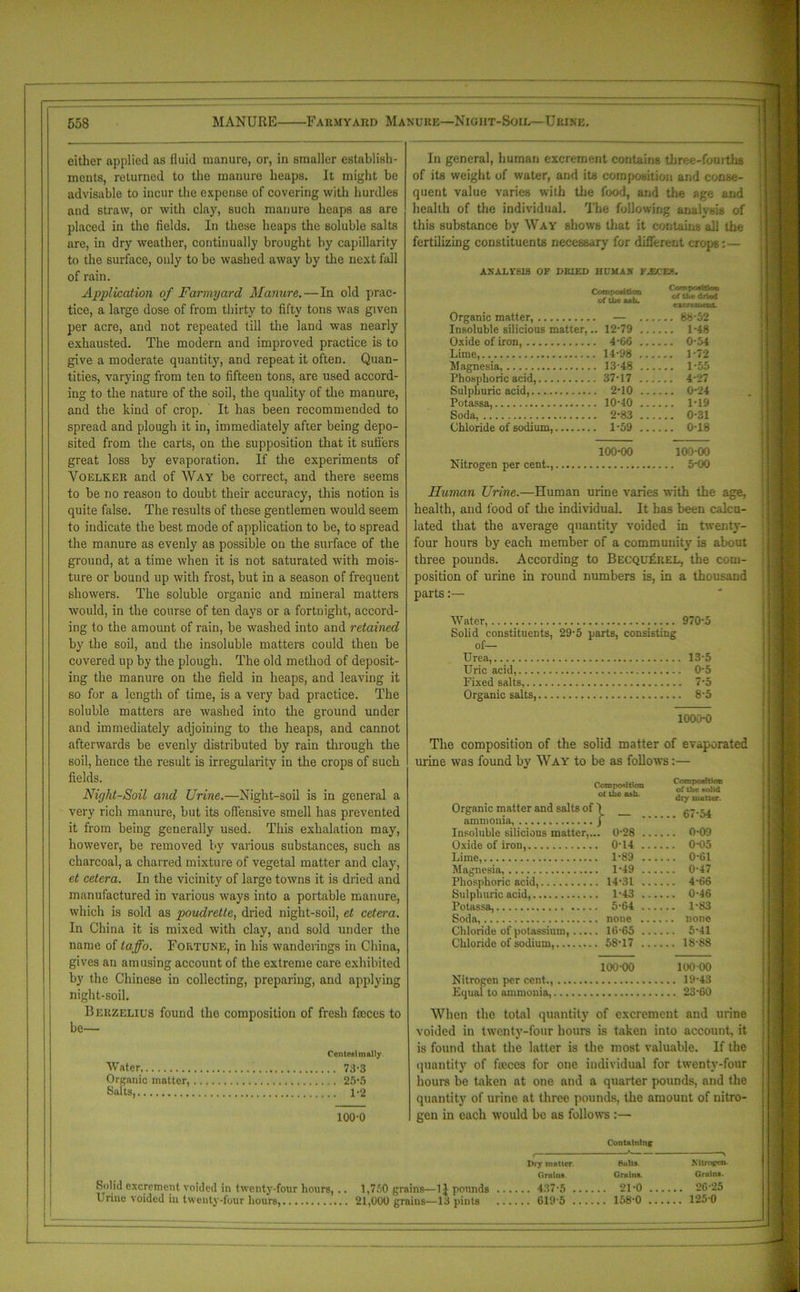 558 MANURE——Farmyard Manure—Night-Soil—Urine.
either applied as fluid manure, or, in smaller establish-
ments, returned to the manure heaps. It might be
advisable to incur the expense of covering with hurdles
and straw, or with clay, such manure heaps as are
placed in the fields. In these heaps the soluble salts
are, in dry weather, continually brought by capillarity
to the surface, only to be washed away by the next fall
of rain.
Application of Farmyard Manure.—In old prac-
tice, a large dose of from thirty to fifty tons was given
per acre, and not repeated till the land was nearly
exhausted. The modern and improved practice is to
give a moderate quantity, and repeat it often. Quan-
tities, varying from ten to fifteen tons, are used accord-
ing to the nature of the soil, the quality of the manure,
and the kind of crop. It has been recommended to
spread and plough it in, immediately after being depo-
sited from the carts, on the supposition that it suffers
great loss by evaporation. If the experiments of
Voelker and of Way be correct, and there seems
to be no reason to doubt their accuracy, this notion is
quite false. The results of these gentlemen would seem
to indicate the best mode of application to be, to spread
the manure as evenly as possible on the surface of the
ground, at a time when it is not saturated with mois-
ture or bound up with frost, but in a season of frequent
showers. The soluble organic and mineral matters
would, in the course of ten days or a fortnight, accord-
ing to the amount of rain, be washed into and retained
by the soil, and the insoluble matters could then be
covered up by the plough. The old method of deposit-
ing the manure on the field in heaps, and leaving it
so for a length of time, is a very bad practice. The
soluble matters are washed into the ground under
and immediately adjoining to the heaps, and cannot
afterwards be evenly distributed by rain through the
soil, hence the result is irregularity in the crops of such
fields.
Night-Soil and Urine.—Night-soil is in general a
very rich manure, but its offensive smell has prevented
it from being generally used. This exhalation may,
however, be removed by various substances, such as
charcoal, a charred mixture of vegetal matter and clay,
et cetera. In the vicinity of large towns it is dried and
manufactured in various ways into a portable manure,
which is sold as poudrette, dried night-soil, et cetera.
In China it is mixed with clay, and sold under the
name of taffo. Fortune, in his wanderings in China,
gives an amusing account of the extreme care exhibited
by the Chinese in collecting, preparing, and applying
night-soil.
Berzelius found the composition of fresh fæces to
be—
Centesimally
Water,.............. 73·3
Organic matter,.............. 25·5
Salts,.............. 1·2
100·0
In general, human excrement contains three-fourths
of its weight of water, and its composition and conse-
quent value varies with the food, and the age and
health of the individual. The following analysis of
this substance by Way shows that it contains all the
fertilizing constituents necessary for different crops:—
ANALYSIS OF DRIED HUMAN FÆCES.
Composition of the ash. Composition of the dried excrement.
Organic matter,.......... — ...... 88·52
Insoluble silicious matter,.. 12·79 ...... 1·48
Oxide of iron,............ 4·66 ...... 0·54
Lime,.................. 14·98 ...... 1·72
Magnesia,.............. 13·48 ...... 1·55
Phosphoric acid,.......... 37·17 ...... 4·27
Sulphuric acid,............ 2·10 ...... 0·24
Potassa,................ 10·40 ...... 1·19
Soda,.................. 2·83 ...... 0·31
Chloride of sodium,........ 1·59 ...... 0·18
100·00 100·00
Nitrogen per cent.,.................. 5·00
Human Urine.—Human urine varies with the age,
health, and food of the individual. It has been calcu-
lated that the average quantity voided in twenty-
four hours by each member of a community is about
three pounds. According to Becquérel, the com-
position of urine in round numbers is, in a thousand
parts:—
Water,.............................. 970·5
Solid constituents, 29·5 parts, consisting
of—
Urea,.............................. 13·5
Uric acid,.......................... 0·5
Fixed salts,........................ 7·5
Organic salts,...................... 8·5
1000·0
The composition of the solid matter of evaporated
urine was found by Way to be as follows:—
Composition of the ash. Composition of the solid dry matter.
Organic matter and salts of ammonia,............ } — ...... 67·54
Insoluble silicious matter,... 0·28 ...... 0·09
Oxide of iron,............ 0·14 ...... 0·05
Lime,.................. 1·89 ...... 0·61
Magnesia,.............. 1·49 ...... 0·47
Phosphoric acid,.......... 14·31 ...... 4·66
Sulphuric acid,............ 1·43 ...... 0·46
Potassa,................ 5·64 ...... 1·83
Soda,.................. none ...... none
Chloride of potassium,..... 16·65 ...... 5·41
Chloride of sodium,........ 58·17 ...... 18·88
100·00 100·00
Nitrogen per cent.,.................. 19·43
Equal to ammonia,.................. 23·60
When the total quantity of excrement and urine
voided in twenty-four hours is taken into account, it
is found that the latter is the most valuable. If the
quantity of fæces for one individual for twenty-four
hours be taken at one and a quarter pounds, and the
quantity of urine at three pounds, the amount of nitro-
gen in each would be as follows:—
Containing
Dry matter. Salts. Nitrogen.
Grains. Grains. Grains.
Solid excrement voided in twenty-four hours, .. 1,750 grains—1¼ pounds ...... 437·5 ...... 21·0 ...... 26·25
Urine voided in twenty-four hours,............ 21,000 grains—13 pints ...... 619·5 ...... 158·0 ...... 125·0